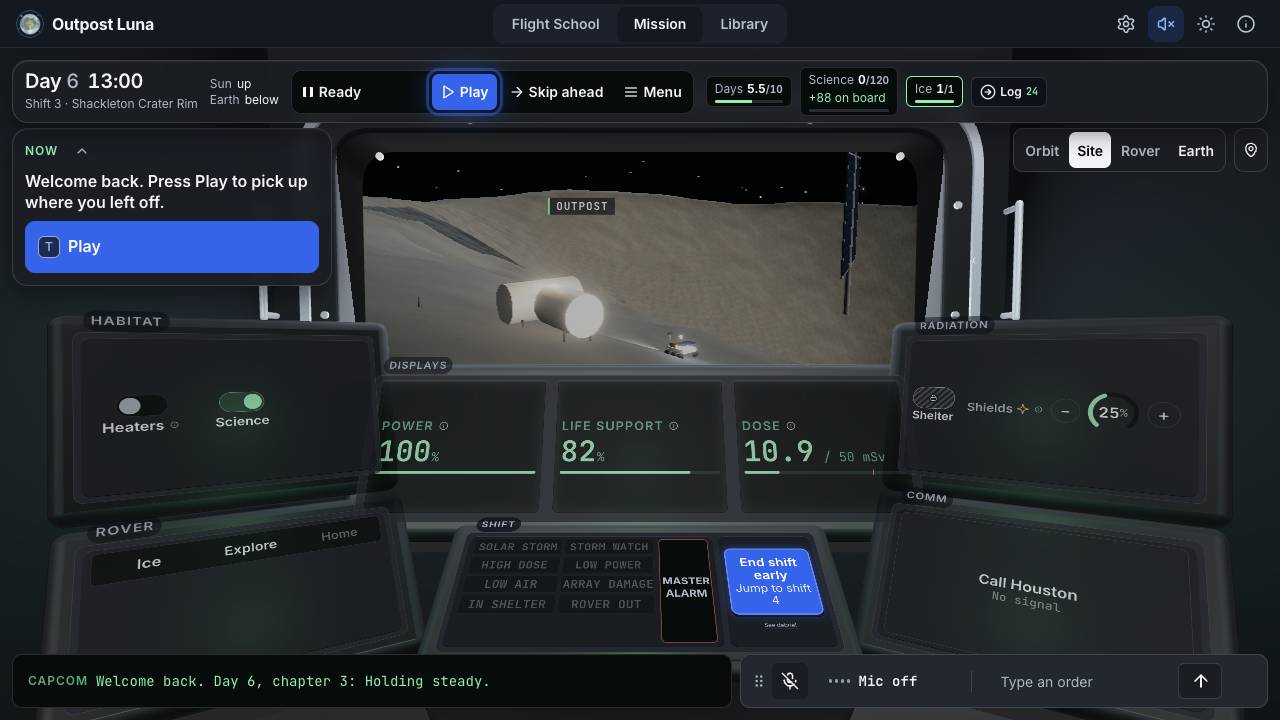 Outpost Luna
Flight School
Mission
Library
Day 6 13:00
Shift 3 · Shackleton Crater Rim
Sun up
Earth below
Ready
Play
Skip ahead
Menu
Days 5.5/10
Science 0/120
+88 on board
Ice 1/1
Log 24
NOW
Welcome back. Press Play to pick up
where you left off.
T Play
Orbit
Site
Rover
Earth
OUTPOST
HABITAT
Heaters
Science
DISPLAYS
POWER
100%
LIFE SUPPORT
82%
DOSE
10.9 / 50 mSv
RADIATION
Shelter
Shields
−
25%
+
ROVER
Ice
Explore
Home
SHIFT
SOLAR STORM
STORM WATCH
HIGH DOSE
LOW POWER
LOW AIR
ARRAY DAMAGE
IN SHELTER
ROVER OUT
MASTER
ALARM
End shift
early
Jump to shift
4
See debrief
COMM
Call Houston
No signal
CAPCOM Welcome back. Day 6, chapter 3: Holding steady.
Mic off
Type an order